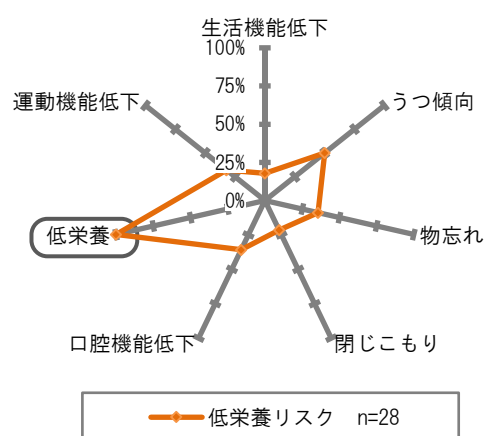 生活機能低下
100%
75%
50%
25%
0%
うつ傾向
運動機能低下
低栄養
物忘れ
口腔機能低下
閉じこもり
低栄養リスク n=28